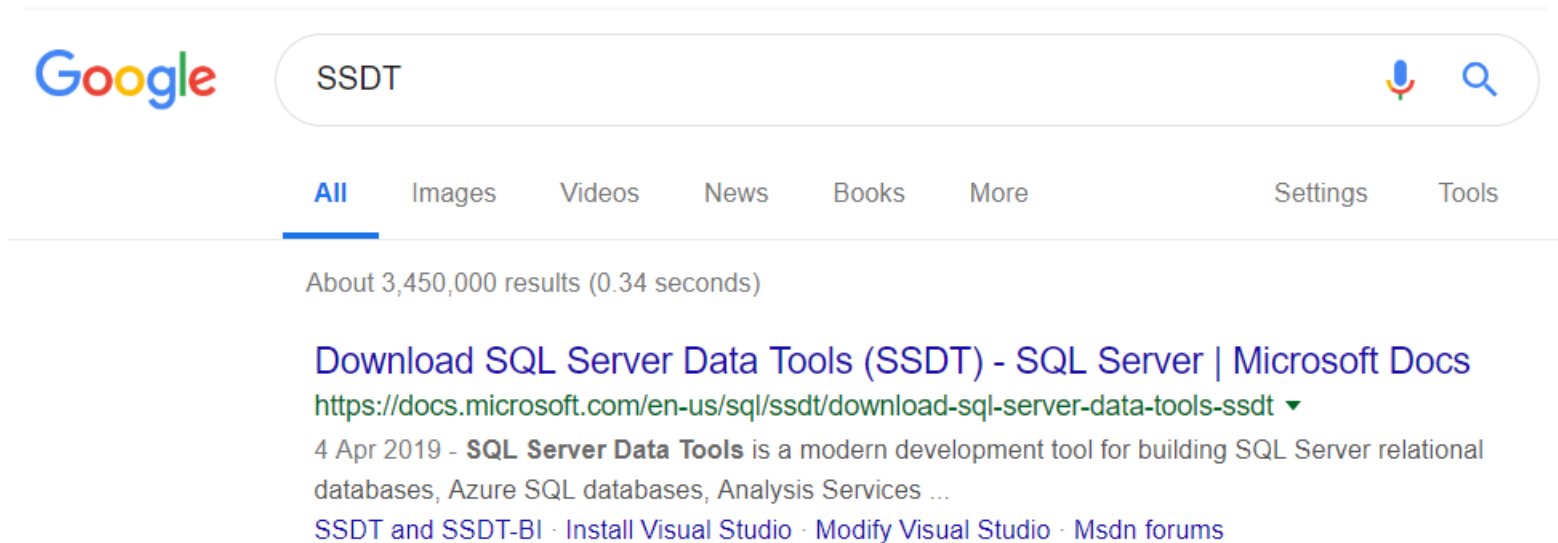 Google SSDT
All Images Videos News Books More Settings Tools
About 3,450,000 results (0.34 seconds)
Download SQL Server Data Tools (SSDT) - SQL Server | Microsoft Docs
https://docs.microsoft.com/en-us/sql/ssdt/download-sql-server-data-tools-ssdt
4 Apr 2019 - SQL Server Data Tools is a modern development tool for building SQL Server relational
databases, Azure SQL databases, Analysis Services ...
SSDT and SSDT-BI · Install Visual Studio · Modify Visual Studio · Msdn forums